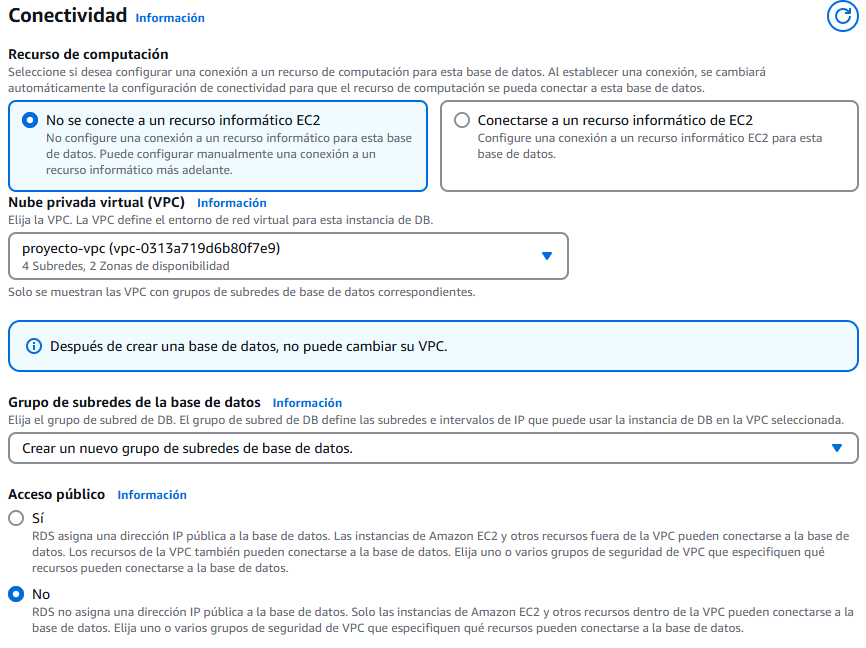 Conectividad Información
Recurso de computación
Seleccione si desea configurar una conexión a un recurso de computación para esta base de datos. Al establecer una conexión, se cambiará
automáticamente la configuración de conectividad para que el recurso de computación se pueda conectar a esta base de datos.
No se conecte a un recurso informático EC2
No configure una conexión a un recurso informático para esta base
de datos. Puede configurar manualmente una conexión a un
recurso informático más adelante.
Conectarse a un recurso informático de EC2
Configure una conexión a un recurso informático EC2 para esta
base de datos.
Nube privada virtual (VPC) Información
Elija la VPC. La VPC define el entorno de red virtual para esta instancia de DB.
proyecto-vpc (vpc-0313a719d6b80f7e9)
4 Subredes, 2 Zonas de disponibilidad
Solo se muestran las VPC con grupos de subredes de base de datos correspondientes.
Después de crear una base de datos, no puede cambiar su VPC.
Grupo de subredes de la base de datos Información
Elija el grupo de subred de DB. El grupo de subred de DB define las subredes e intervalos de IP que puede usar la instancia de DB en la VPC seleccionada.
Crear un nuevo grupo de subredes de base de datos.
Acceso público Información
Sí
RDS asigna una dirección IP pública a la base de datos. Las instancias de Amazon EC2 y otros recursos fuera de la VPC pueden conectarse a la base de
datos. Los recursos de la VPC también pueden conectarse a la base de datos. Elija uno o varios grupos de seguridad de VPC que especifiquen qué
recursos pueden conectarse a la base de datos.
No
RDS no asigna una dirección IP pública a la base de datos. Solo las instancias de Amazon EC2 y otros recursos dentro de la VPC pueden conectarse a la
base de datos. Elija uno o varios grupos de seguridad de VPC que especifiquen qué recursos pueden conectarse a la base de datos.